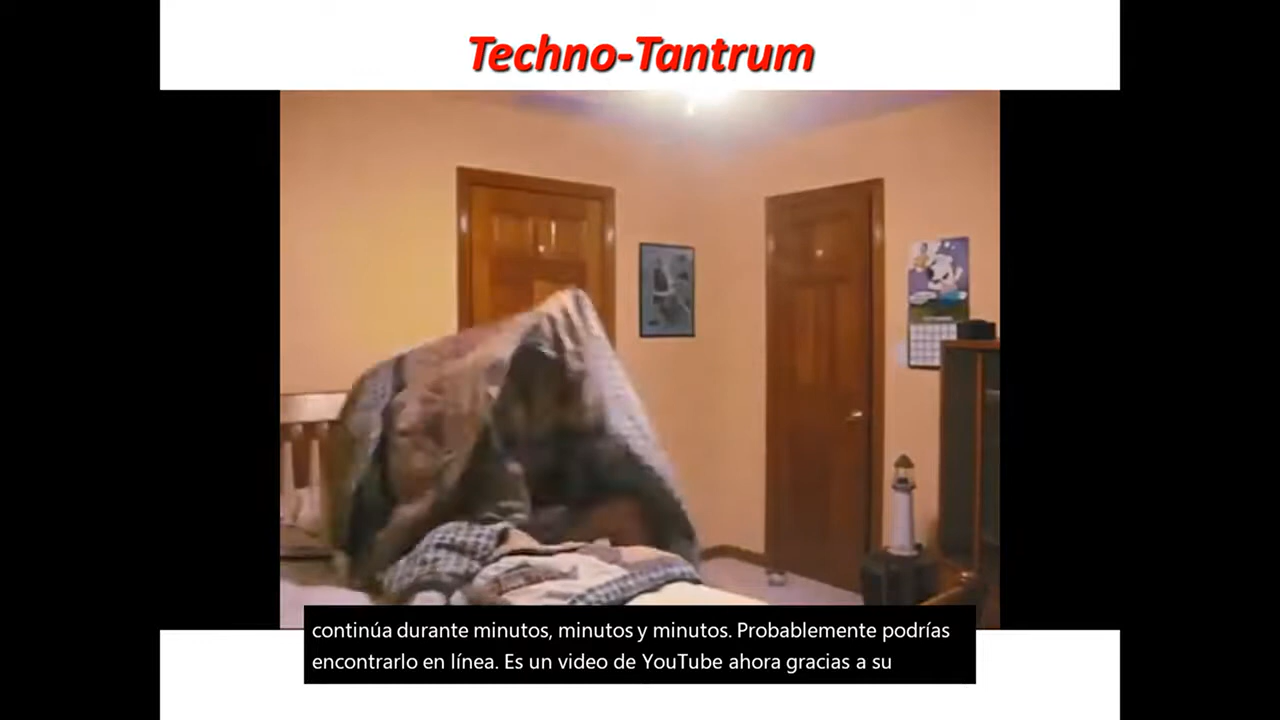 Techno-Tantrum
continúa durante minutos, minutos y minutos. Probablemente podrías
encontrarlo en línea. Es un video de YouTube ahora gracias a su